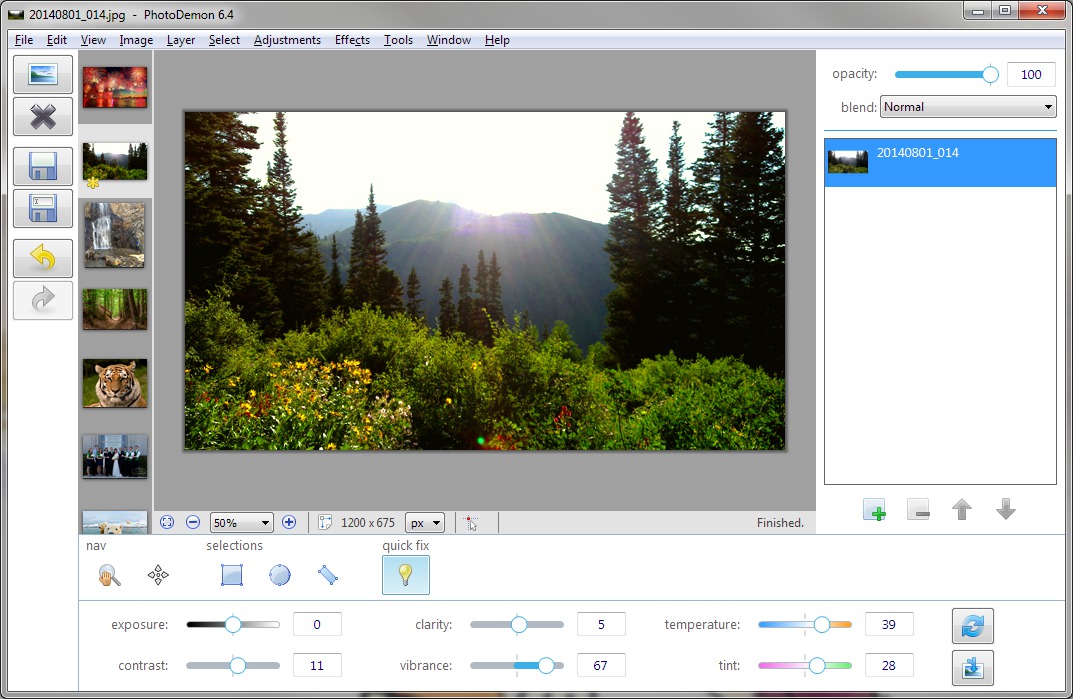 20140801_014.jpg - PhotoDemon 6.4
File Edit View Image Layer Select Adjustments Effects Tools Window Help
opacity: 100
blend: Normal
20140801_014
50% 1200 x 675 px Finished.
nav selections quick fix
exposure: 0 clarity: 5 temperature: 39
contrast: 11 vibrance: 67 tint: 28